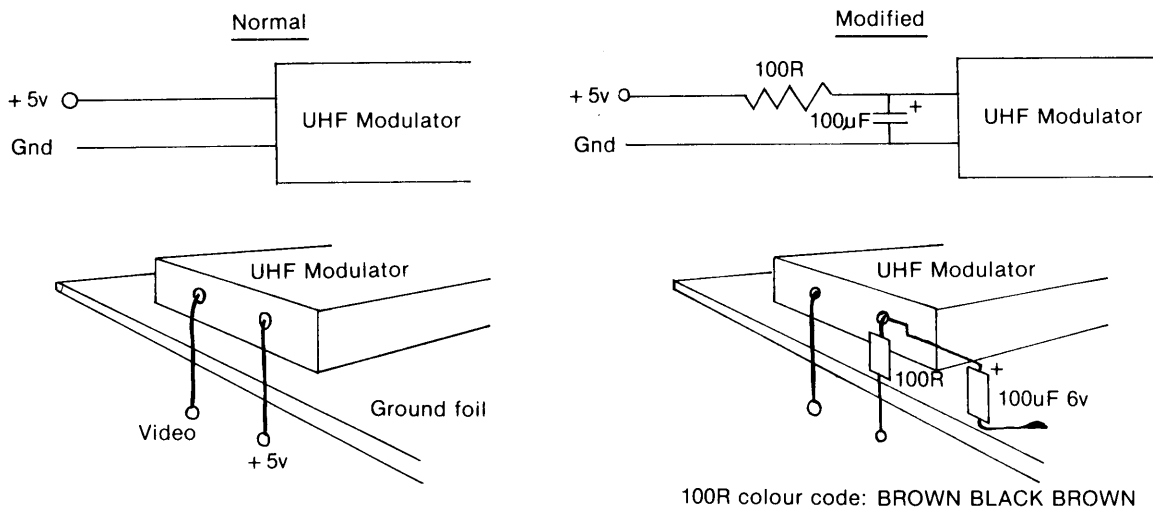 Normal
+ 5v
Gnd
UHF Modulator
Modified
100R
+ 5v
+
100µF
Gnd
UHF Modulator
UHF Modulator
Ground foil
Video
+ 5v
UHF Modulator
100R
+
100uF 6v
100R colour code: BROWN BLACK BROWN